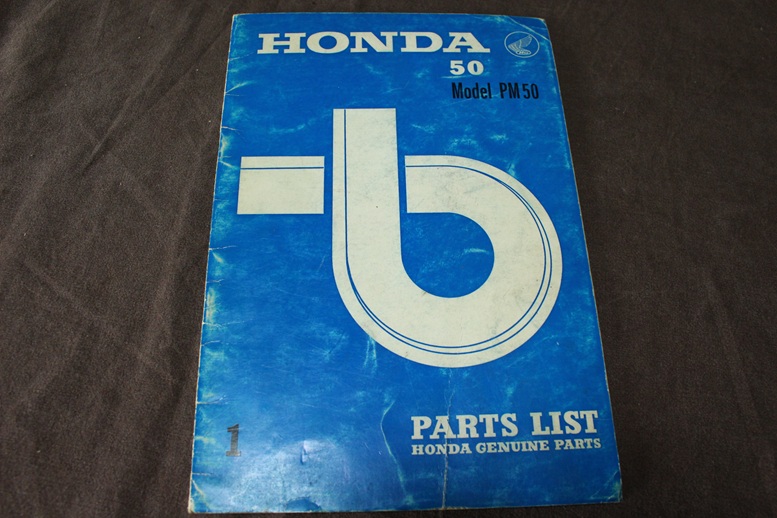 HONDA
50
Model PM50
PARTS LIST
HONDA GENUINE PARTS
1